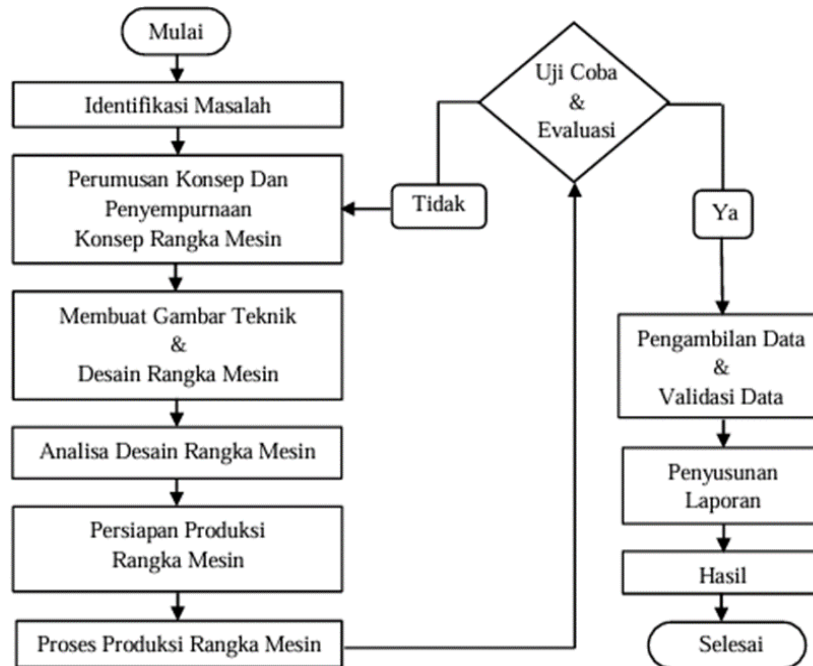 Mulai
Identifikasi Masalah
Perumusan Konsep Dan
Penyempurnaan
Konsep Rangka Mesin
Membuat Gambar Teknik
&
Desain Rangka Mesin
Analisa Desain Rangka Mesin
Persiapan Produksi
Rangka Mesin
Proses Produksi Rangka Mesin
Uji Coba
&
Evaluasi
Tidak
Ya
Pengambilan Data
&
Validasi Data
Penyusunan
Laporan
Hasil
Selesai